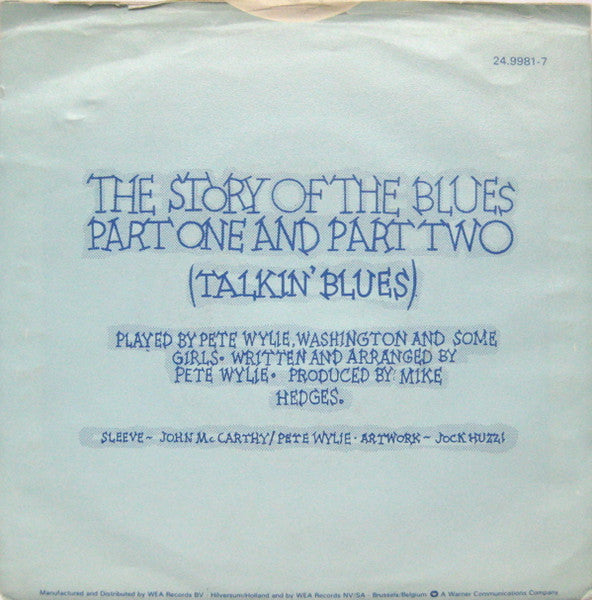 24.9981-7
THE STORY OF THE BLUES
PART ONE AND PART TWO
(TALKIN' BLUES)
PLAYED BY PETE WYLIE, WASHINGTON AND SOME
GIRLS. WRITTEN AND ARRANGED BY
PETE WYLIE. PRODUCED BY MIKE
HEDGES.
SLEEVE~ JOHN McCARTHY/PETE WYLIE · ARTWORK~ JOCK HUZZI
Manufactured and Distributed by WEA Records BV Hilversum/Holland and by WEA Records NV/SA Brussels/Belgium A Warner Communications Company